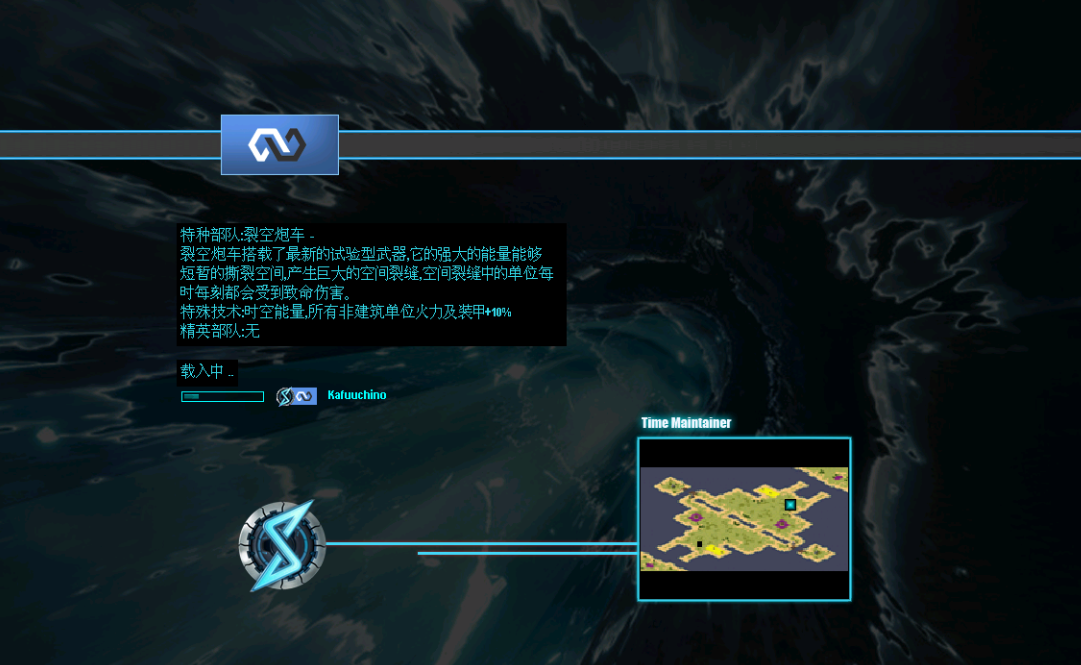 特种部队:裂空炮车 -
裂空炮车搭载了最新的试验型武器,它的强大的能量能够
短暂的撕裂空间,产生巨大的空间裂缝,空间裂缝中的单位每
时每刻都会受到致命伤害。
特殊技术:时空能量,所有非建筑单位火力及装甲+10%
精英部队:无
载入中 ..
Kafuuchino
Time Maintainer